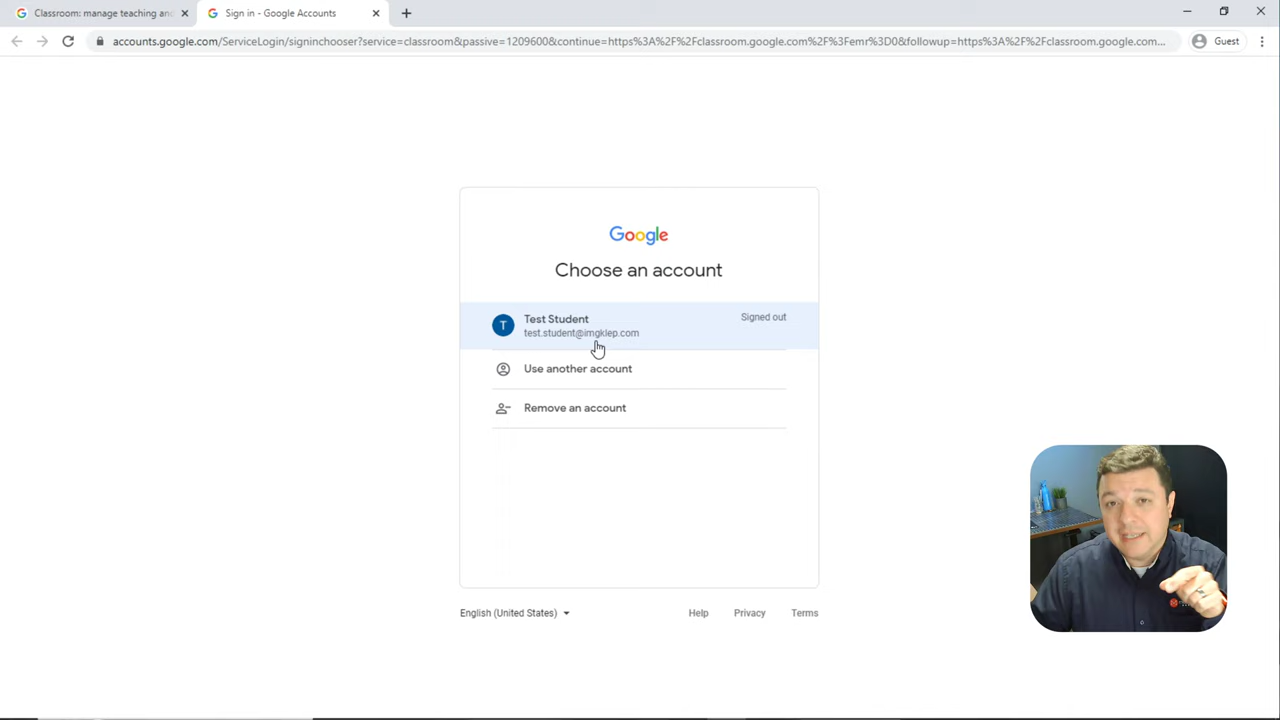 Classroom: manage teaching and
Sign in - Google Accounts
accounts.google.com/ServiceLogin/signinchooser?service=classroom&passive=1209600&continue=https%3A%2F%2Fclassroom.google.com%2F%3Femr%3D0&followup=https%3A%2F%2Fclassroom.google.com...
Guest
Google
Choose an account
T
Test Student
Signed out
test.student@imgklep.com
Use another account
Remove an account
English (United States)
Help
Privacy
Terms